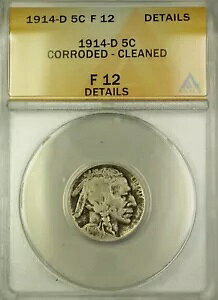 1914-D 5C F 12 DETAILS
1914-D 5C
CORRODED - CLEANED
F 12
DETAILS